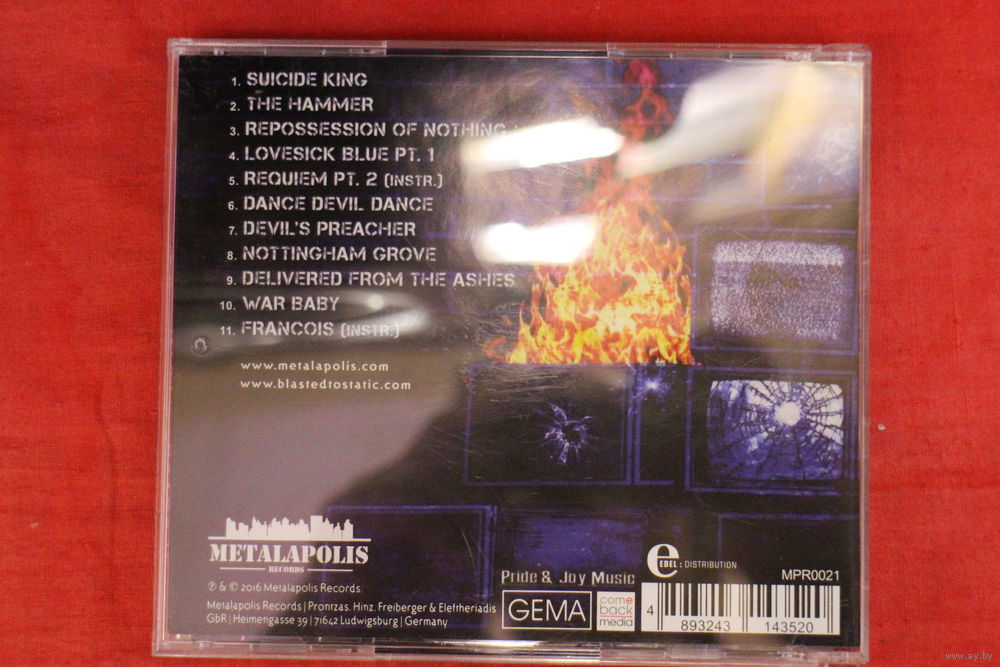 1. SUICIDE KING
2. THE HAMMER
3. REPOSSESSION OF NOTHING
4. LOVESICK BLUE PT. 1
5. REQUIEM PT. 2 (INSTR.)
6. DANCE DEVIL DANCE
7. DEVIL'S PREACHER
8. NOTTINGHAM GROVE
9. DELIVERED FROM THE ASHES
10. WAR BABY
11. FRANCOIS (INSTR.)
www.metalapolis.com
www.blastedtostatic.com
METALAPOLIS
RECORDS
℗ & © 2016 Metalapolis Records.
Metalapolis Records | Prontzas, Hinz, Freiberger & Eleftheriadis
GbR | Heimengasse 39 | 71642 Ludwigsburg | Germany
Pride & Joy Music
GEMA
come
back
media
e
EDEL : DISTRIBUTION
MPR0021
4 893243 143520
www.ay.by